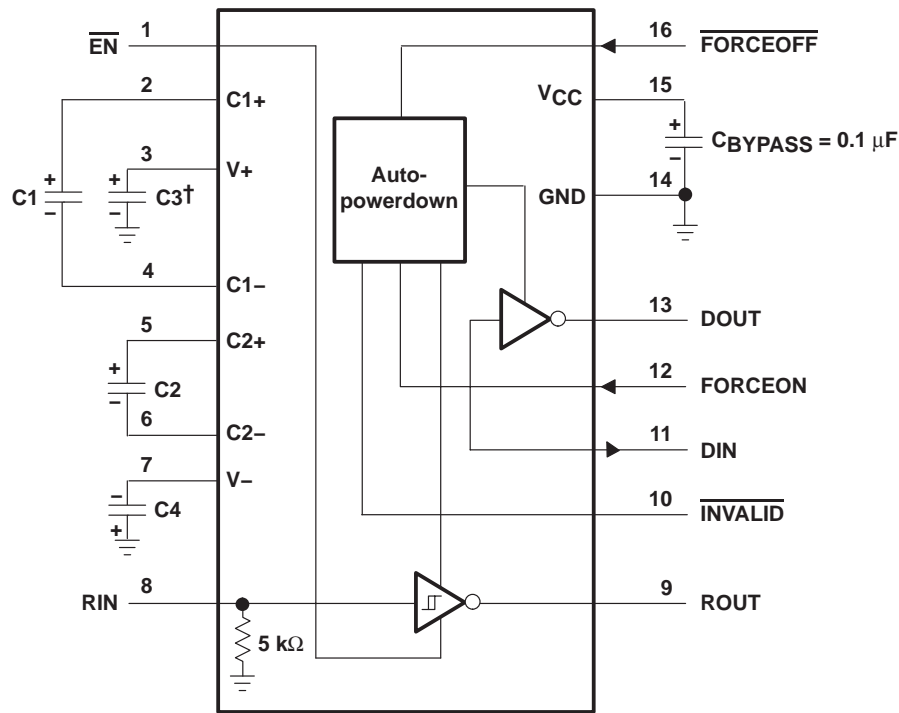 EN
1
2
C1+
C1
+
−
3
V+
+
−
C3†
4
C1−
5
C2+
+
−
C2
6
C2−
7
V−
−
+
C4
RIN
8
5 kΩ
Auto-
powerdown
16
FORCEOFF
VCC
15
+
−
CBYPASS = 0.1 μF
GND
14
13
DOUT
12
FORCEON
11
DIN
10
INVALID
9
ROUT